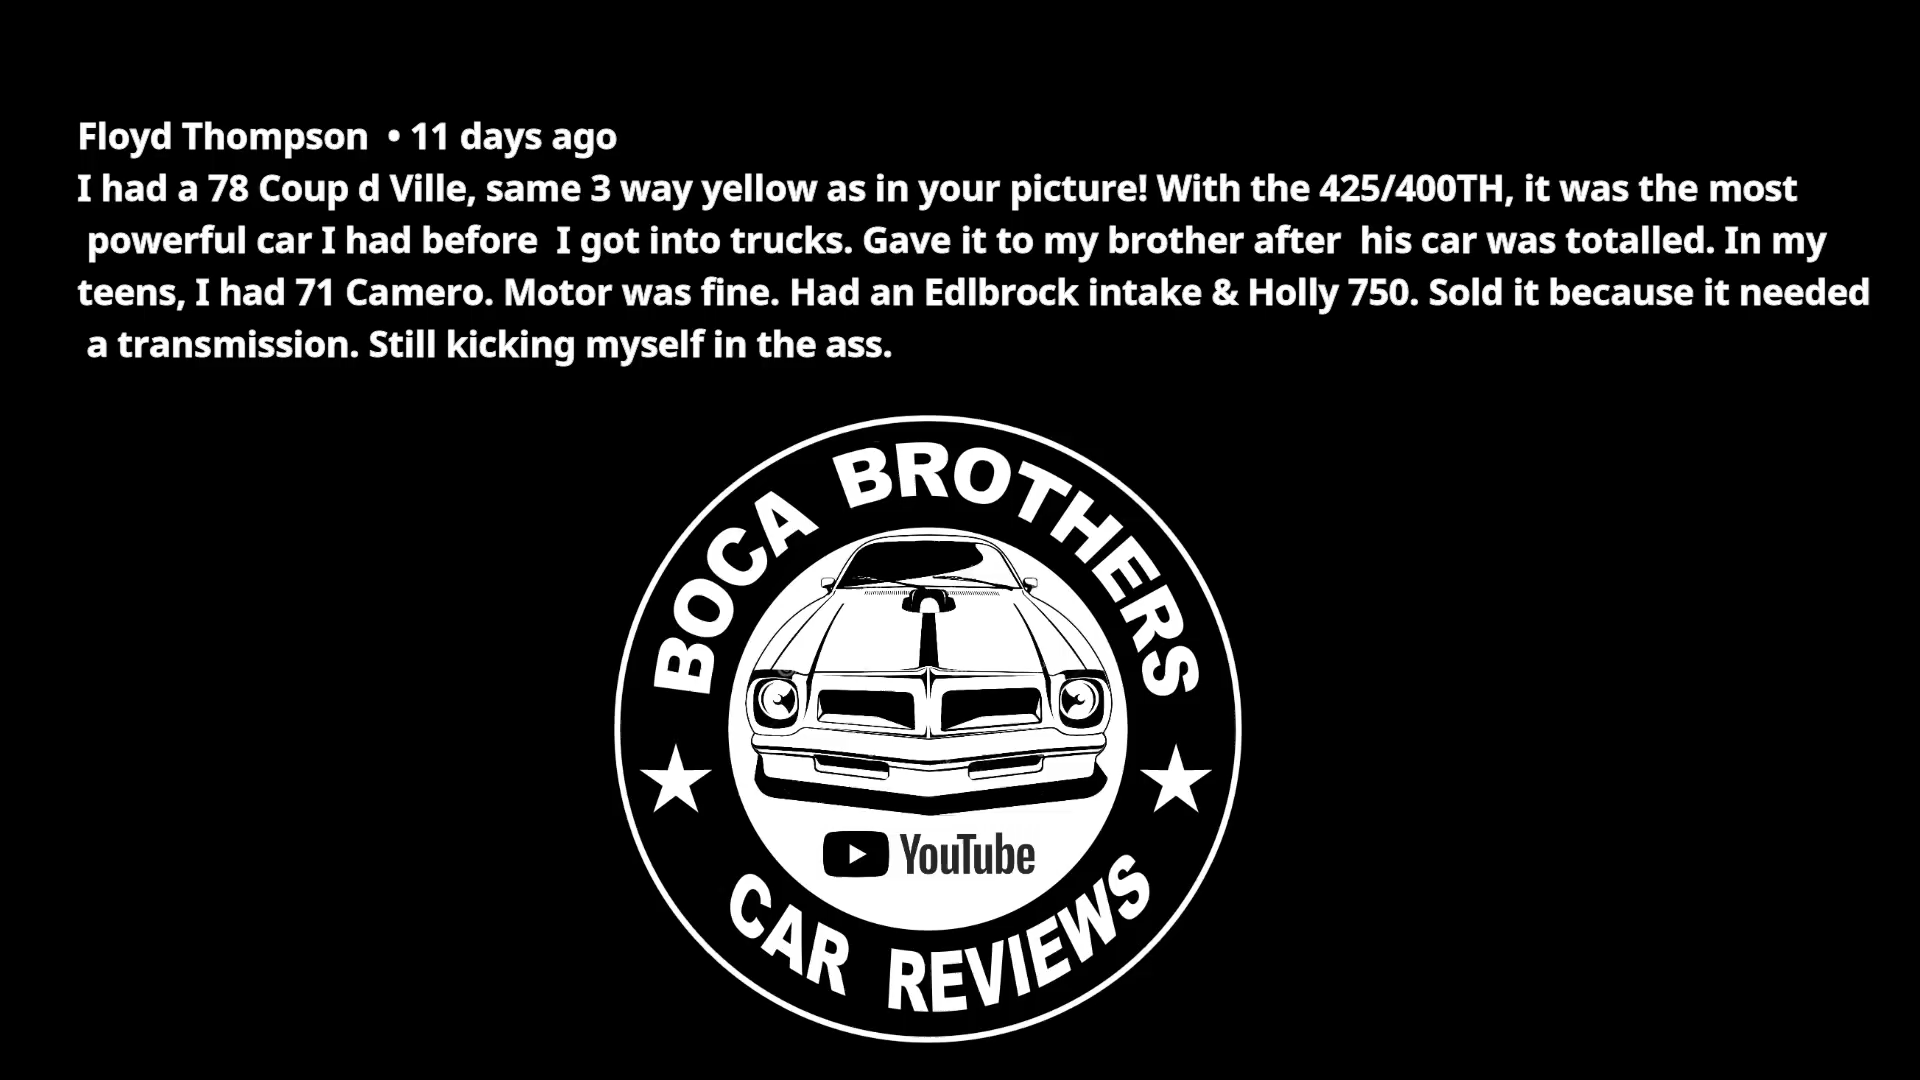 Floyd Thompson • 11 days ago
I had a 78 Coup d Ville, same 3 way yellow as in your picture! With the 425/400TH, it was the most
powerful car I had before I got into trucks. Gave it to my brother after his car was totalled. In my
teens, I had 71 Camero. Motor was fine. Had an Edlbrock intake & Holly 750. Sold it because it needed
a transmission. Still kicking myself in the ass.
BOCA BROTHERS
YouTube
CAR REVIEWS